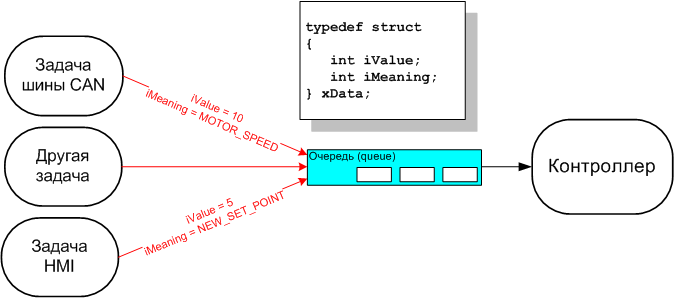 typedef struct
{
int iValue;
int iMeaning;
} xData;
Задача
шины CAN
iValue = 10
iMeaning = MOTOR_SPEED
Другая
задача
Очередь (queue)
Контроллер
iValue = 5
iMeaning = NEW_SET_POINT
Задача
HMI